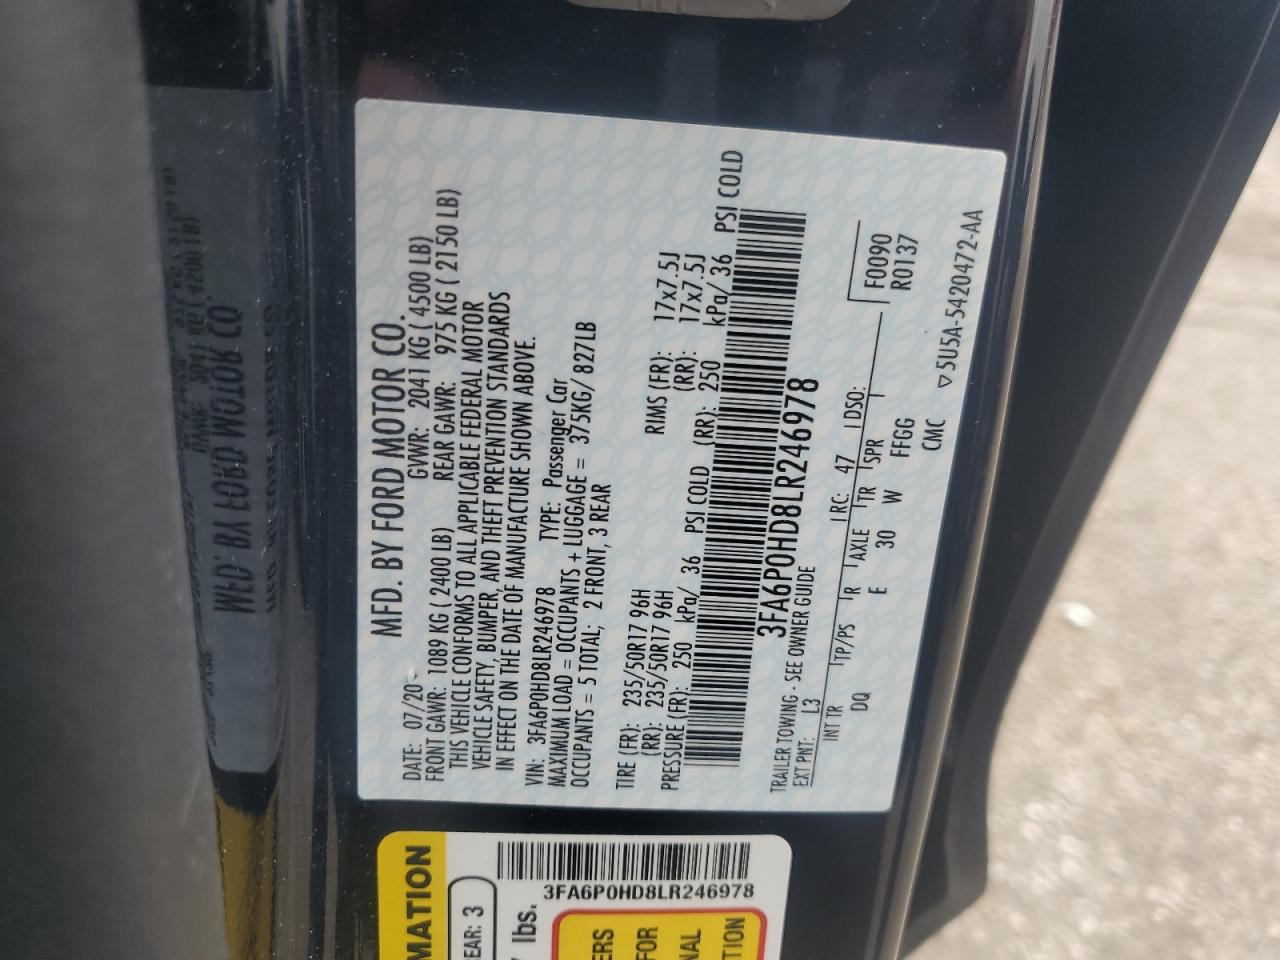 MFD. BY FORD MOTOR CO.
DATE: 07/20 GVWR: 2041 KG ( 4500 LB)
FRONT GAWR: 1089 KG ( 2400 LB) REAR GAWR: 975 KG ( 2150 LB)
THIS VEHICLE CONFORMS TO ALL APPLICABLE FEDERAL MOTOR
VEHICLE SAFETY, BUMPER, AND THEFT PREVENTION STANDARDS
IN EFFECT ON THE DATE OF MANUFACTURE SHOWN ABOVE.
VIN: 3FA6P0HD8LR246978 TYPE: Passenger Car
MAXIMUM LOAD = OCCUPANTS + LUGGAGE = 375KG/ 827LB
OCCUPANTS = 5 TOTAL; 2 FRONT, 3 REAR
TIRE (FR): 235/50R17 96H RIMS (FR): 17x7.5J
(RR): 235/50R17 96H (RR): 17x7.5J
PRESSURE (FR): 250 kPa/ 36 PSI COLD (RR): 250 kPa/ 36 PSI COLD
3FA6P0HD8LR246978
TRAILER TOWING - SEE OWNER GUIDE
EXT PNT: L3 RC: 47 DSO: F0090
INT TR TP/PS R AXLE TR SPR R0137
DQ E 30 W FFGG
CMC
▽5U5A-5420472-AA
3FA6P0HD8LR246978
MATION
EAR: 3
lbs.
ERS
FOR
NAL
TION